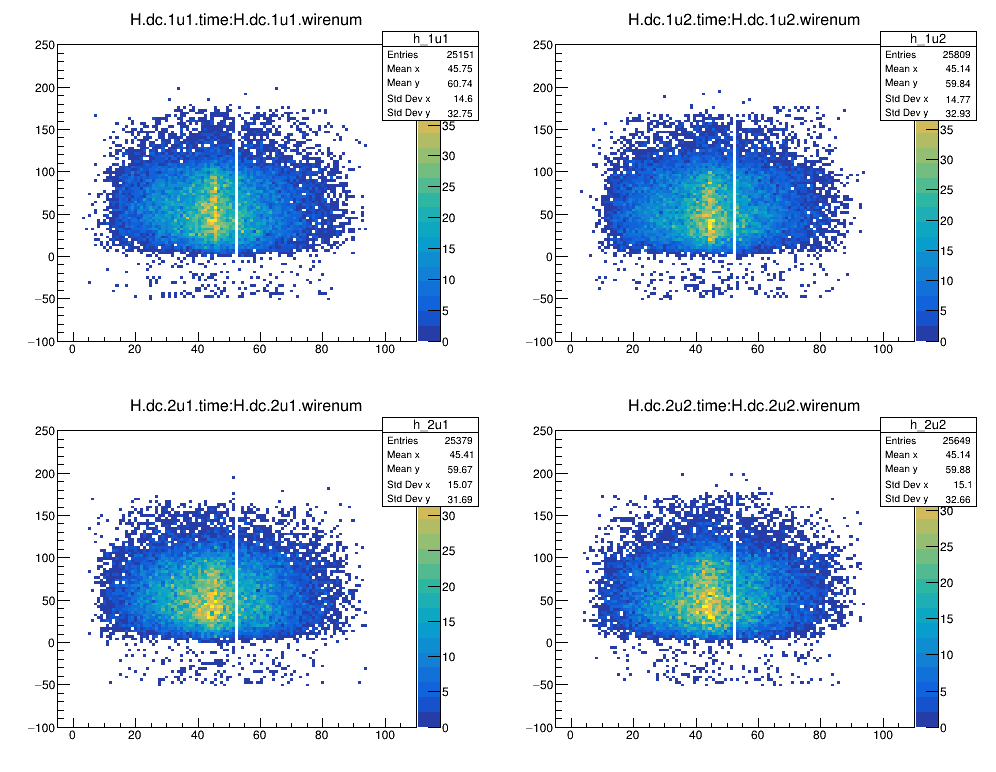 H.dc.1u1.time:H.dc.1u1.wirenum
h_1u1
Entries 25151
Mean x 45.75
Mean y 60.74
Std Dev x 14.6
Std Dev y 32.75
250
200
150
100
50
0
−50
−100
0 20 40 60 80 100
35
30
25
20
15
10
5
0
H.dc.1u2.time:H.dc.1u2.wirenum
h_1u2
Entries 25809
Mean x 45.14
Mean y 59.84
Std Dev x 14.77
Std Dev y 32.93
250
200
150
100
50
0
−50
−100
0 20 40 60 80 100
35
30
25
20
15
10
5
0
H.dc.2u1.time:H.dc.2u1.wirenum
h_2u1
Entries 25379
Mean x 45.41
Mean y 59.67
Std Dev x 15.07
Std Dev y 31.69
250
200
150
100
50
0
−50
−100
0 20 40 60 80 100
30
25
20
15
10
5
0
H.dc.2u2.time:H.dc.2u2.wirenum
h_2u2
Entries 25649
Mean x 45.14
Mean y 59.88
Std Dev x 15.1
Std Dev y 32.66
250
200
150
100
50
0
−50
−100
0 20 40 60 80 100
30
25
20
15
10
5
0